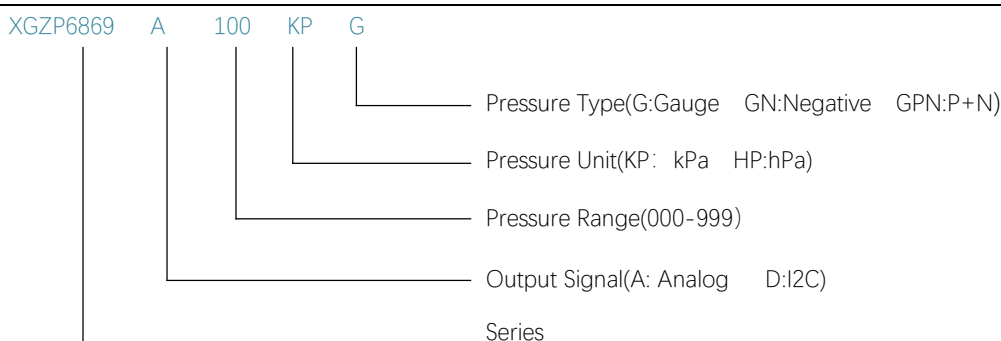 XGZP6869 A 100 KP G
Pressure Type(G:Gauge GN:Negative GPN:P+N)
Pressure Unit(KP： kPa HP:hPa)
Pressure Range(000-999）
Output Signal(A: Analog D:I2C)
Series